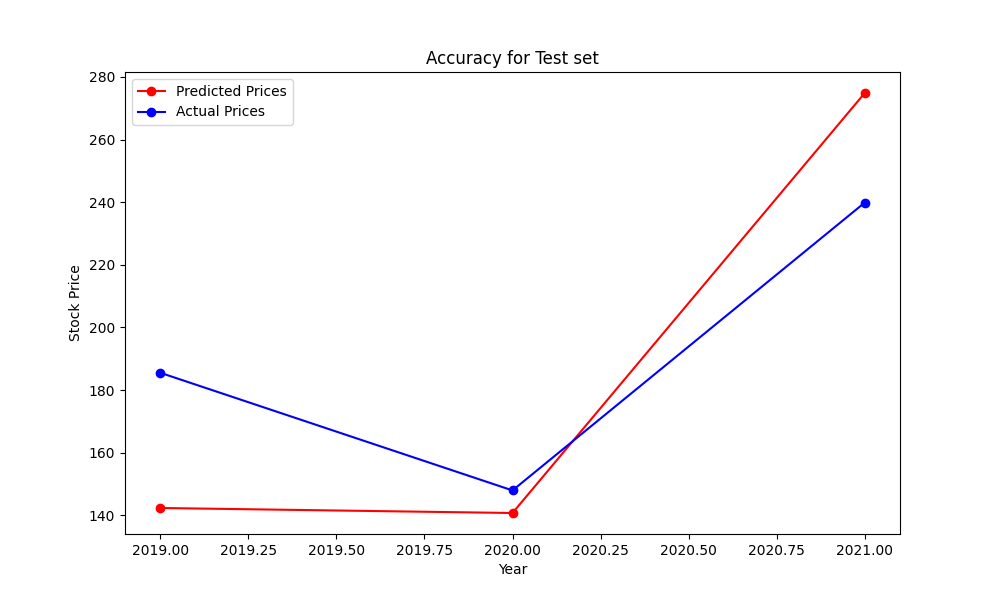 Accuracy for Test set
280
260
240
220
200
180
160
140
Stock Price
Predicted Prices
Actual Prices
2019.00 2019.25 2019.50 2019.75 2020.00 2020.25 2020.50 2020.75 2021.00
Year